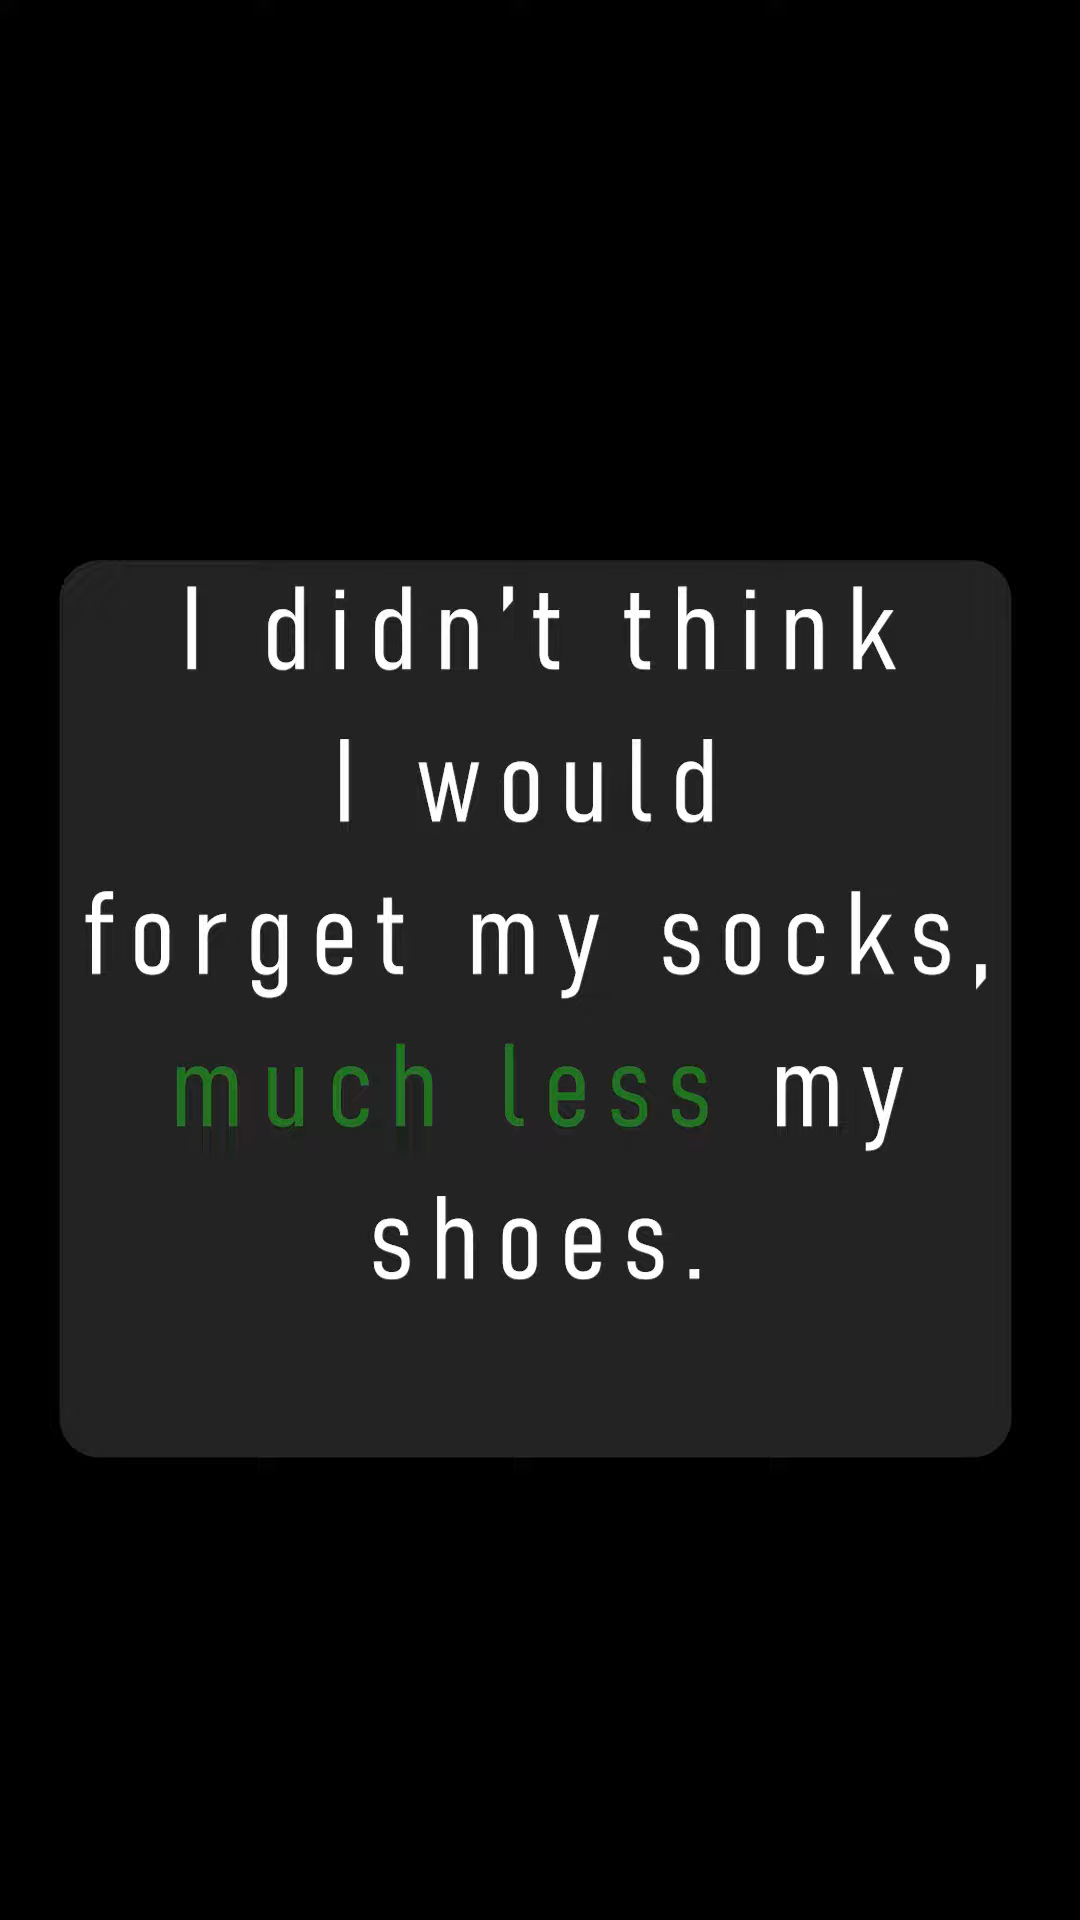 I didn’t think
I would
forget my socks,
much less my
shoes.